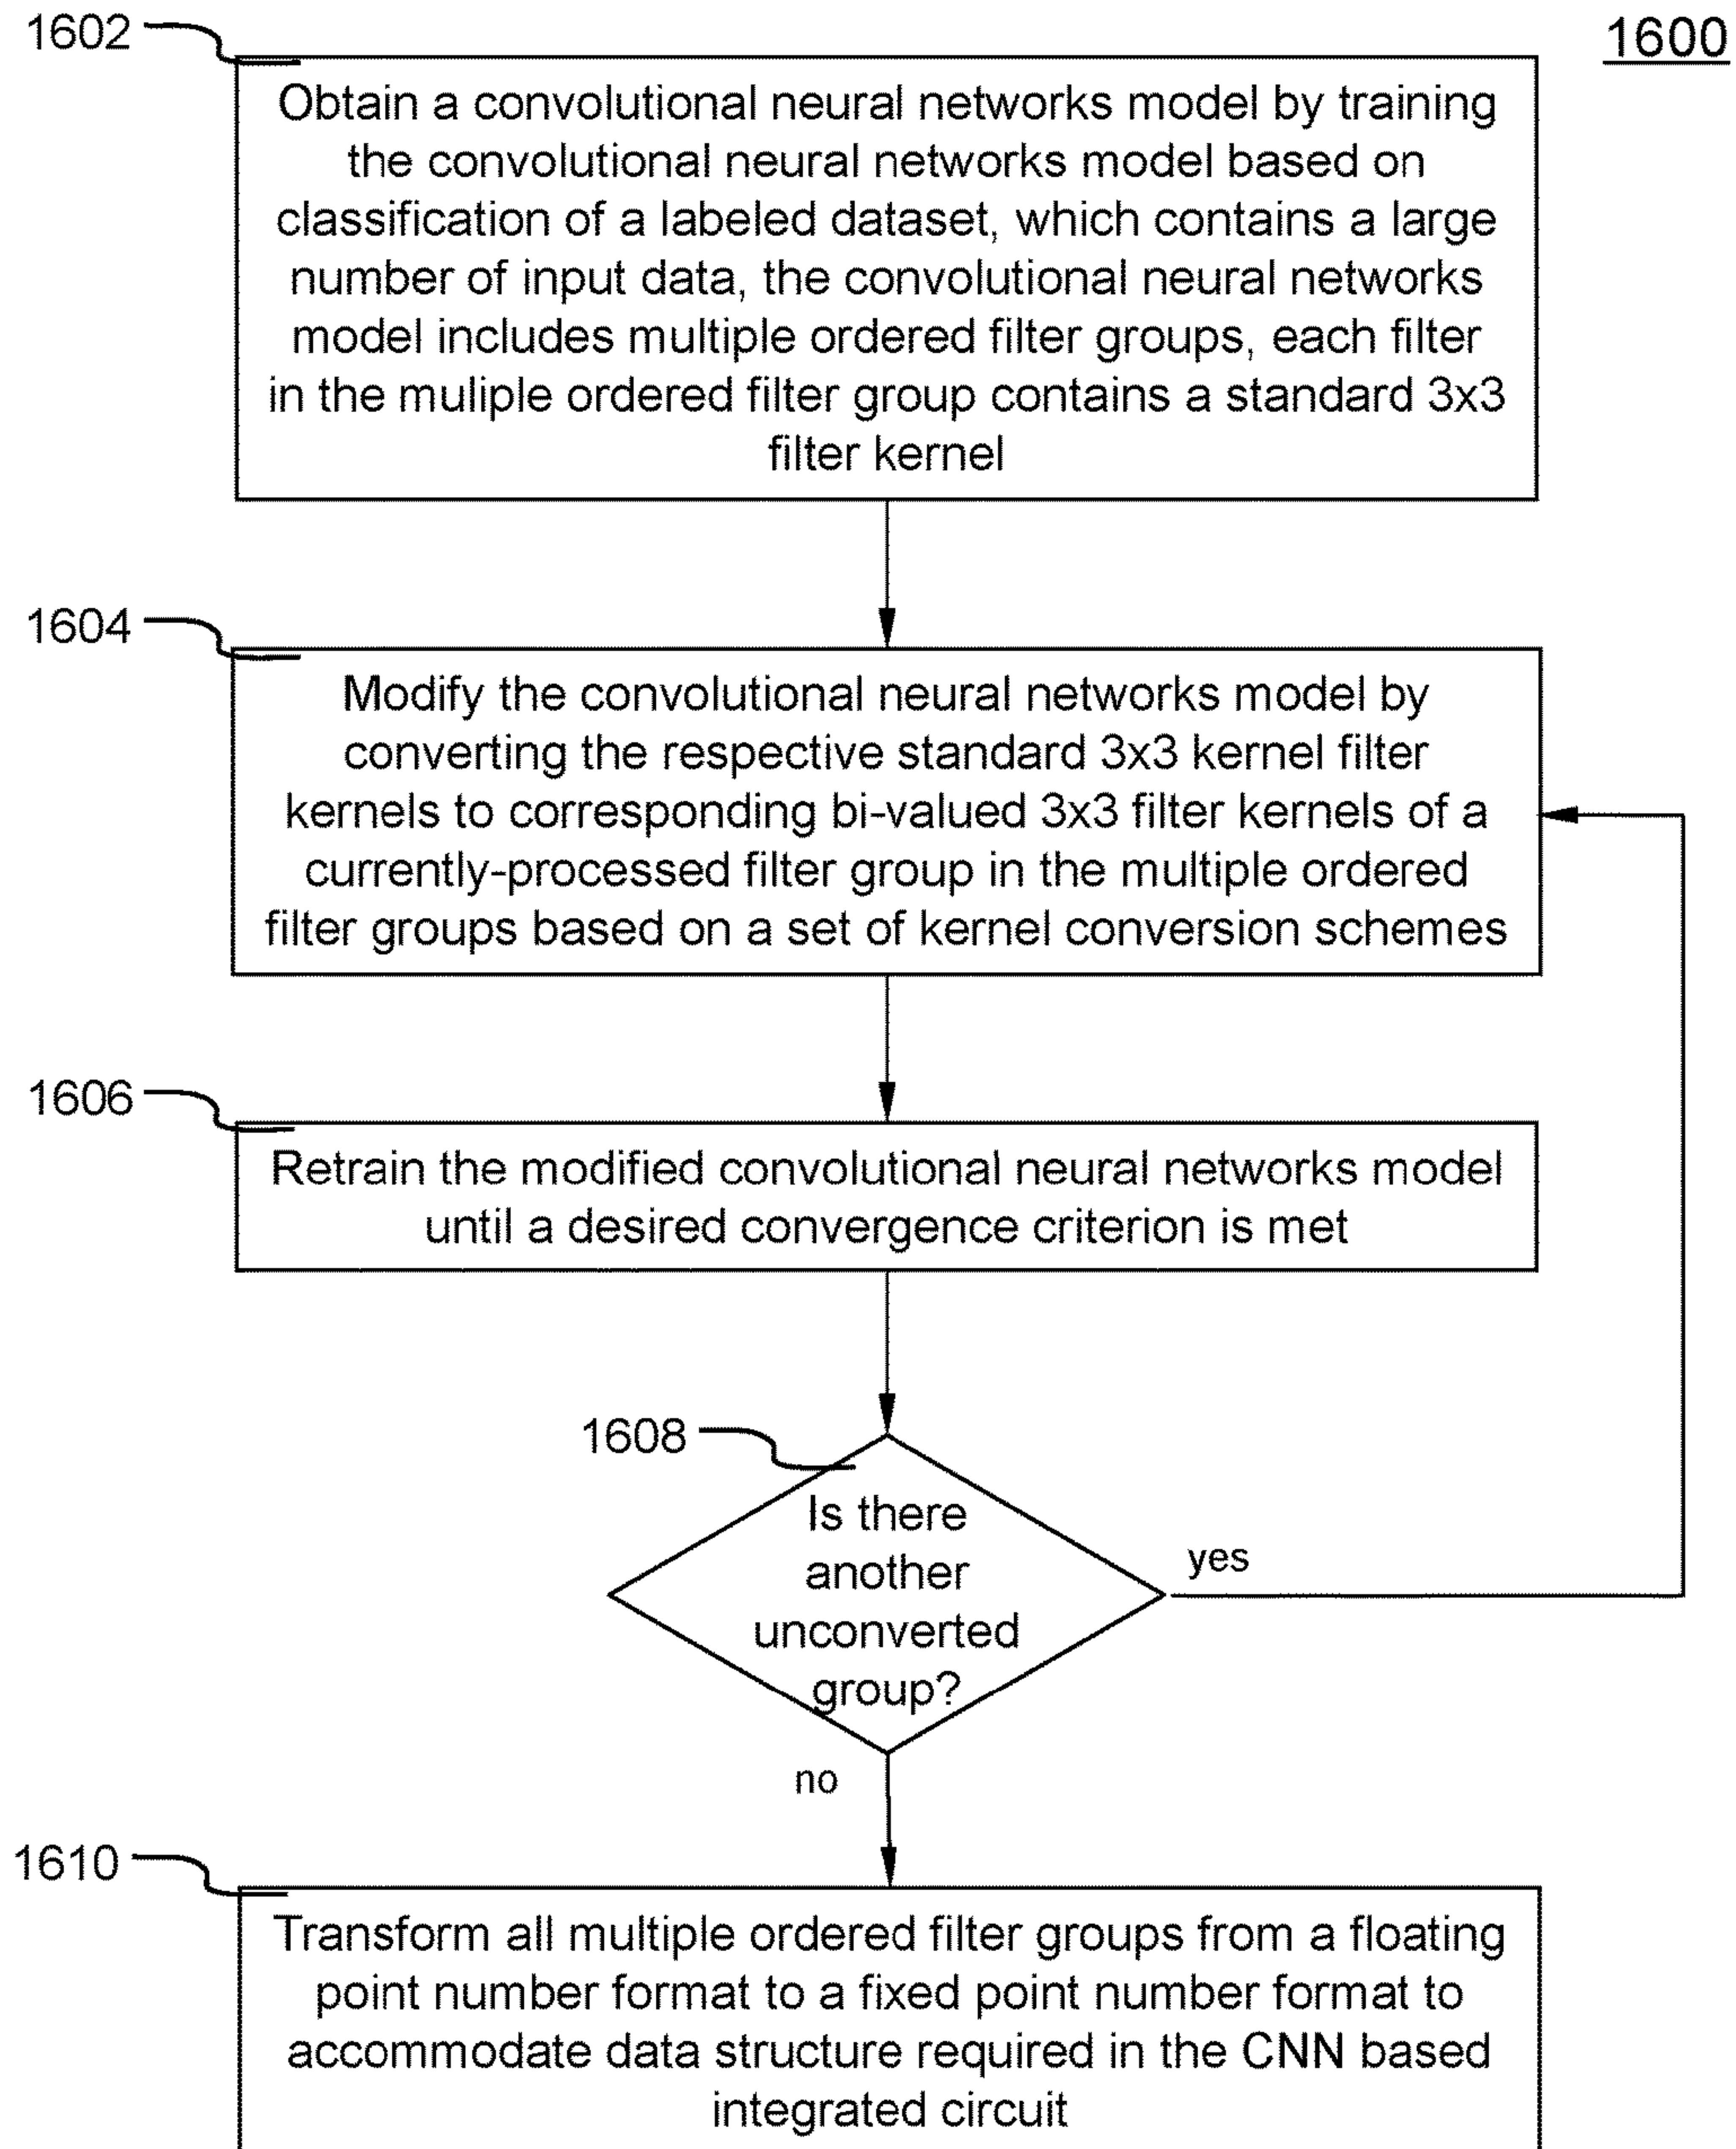 1602
1600
Obtain a convolutional neural networks model by training
the convolutional neural networks model based on
classification of a labeled dataset, which contains a large
number of input data, the convolutional neural networks
model includes multiple ordered filter groups, each filter
in the muliple ordered filter group contains a standard 3x3
filter kernel
1604
Modify the convolutional neural networks model by
converting the respective standard 3x3 kernel filter
kernels to corresponding bi-valued 3x3 filter kernels of a
currently-processed filter group in the multiple ordered
filter groups based on a set of kernel conversion schemes
1606
Retrain the modified convolutional neural networks model
until a desired convergence criterion is met
1608
Is there
another
unconverted
group?
yes
no
1610
Transform all multiple ordered filter groups from a floating
point number format to a fixed point number format to
accommodate data structure required in the CNN based
integrated circuit